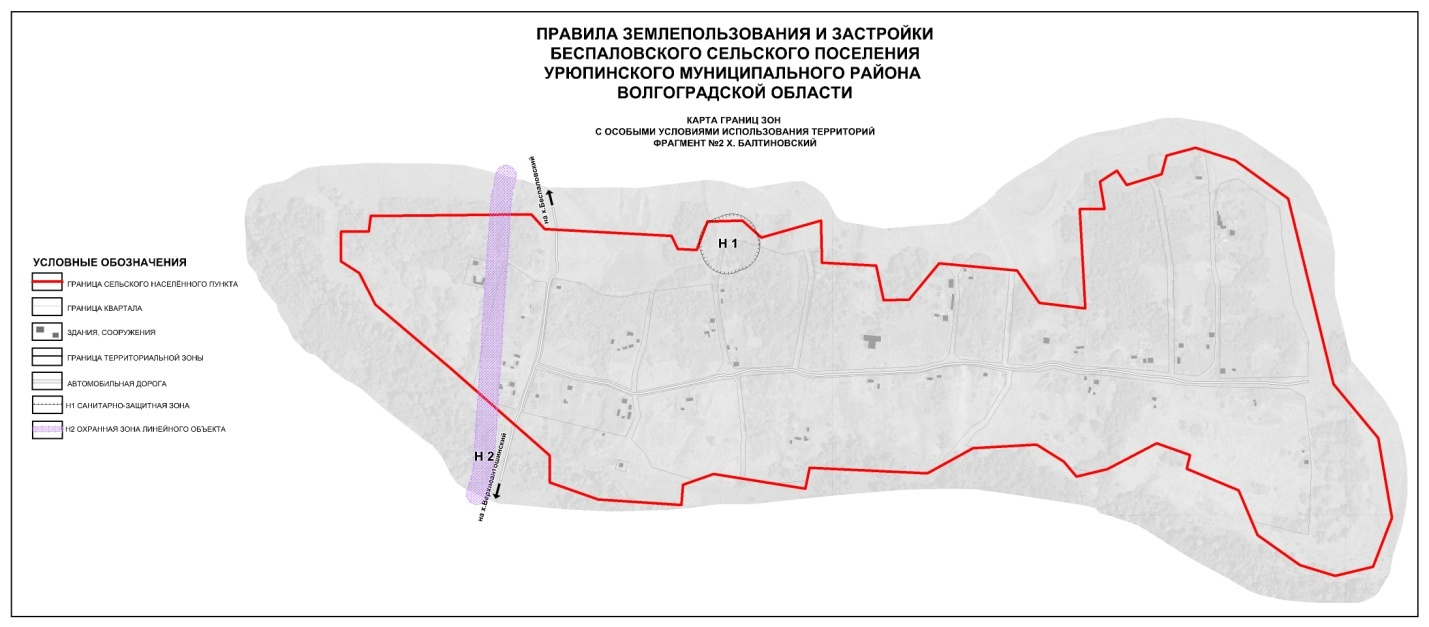 ПРАВИЛА ЗЕМЛЕПОЛЬЗОВАНИЯ И ЗАСТРОЙКИ
БЕСПАЛОВСКОГО СЕЛЬСКОГО ПОСЕЛЕНИЯ
УРЮПИНСКОГО МУНИЦИПАЛЬНОГО РАЙОНА
ВОЛГОГРАДСКОЙ ОБЛАСТИ
КАРТА ГРАНИЦ ЗОН
С ОСОБЫМИ УСЛОВИЯМИ ИСПОЛЬЗОВАНИЯ ТЕРРИТОРИЙ
ФРАГМЕНТ №2 Х. БАЛТИНОВСКИЙ
на х.Беспаловский
Н 1
УСЛОВНЫЕ ОБОЗНАЧЕНИЯ
ГРАНИЦА СЕЛЬСКОГО НАСЕЛЁННОГО ПУНКТА
ГРАНИЦА КВАРТАЛА
ЗДАНИЯ, СООРУЖЕНИЯ
ГРАНИЦА ТЕРРИТОРИАЛЬНОЙ ЗОНЫ
АВТОМОБИЛЬНАЯ ДОРОГА
Н1 САНИТАРНО-ЗАЩИТНАЯ ЗОНА
Н2 ОХРАННАЯ ЗОНА ЛИНЕЙНОГО ОБЪЕКТА
Н 2
на х.Верхнеантошинский